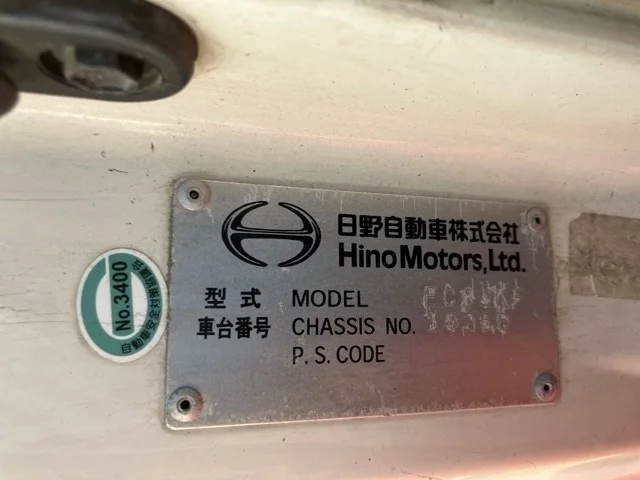 日野自動車株式会社
Hino Motors, Ltd.
型式 MODEL
車台番号 CHASSIS NO.
P. S. CODE
No.3400